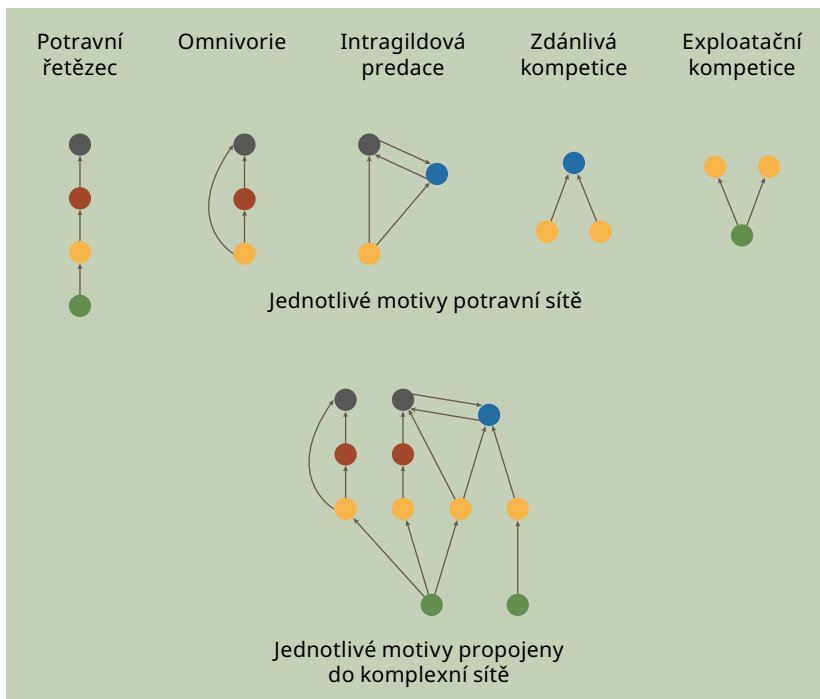 Potravní
řetězec
Omnivorie
Intragildová
predace
Zdánlivá
kompetice
Exploatační
kompetice
Jednotlivé motivy potravní sítě
Jednotlivé motivy propojeny
do komplexní sítě